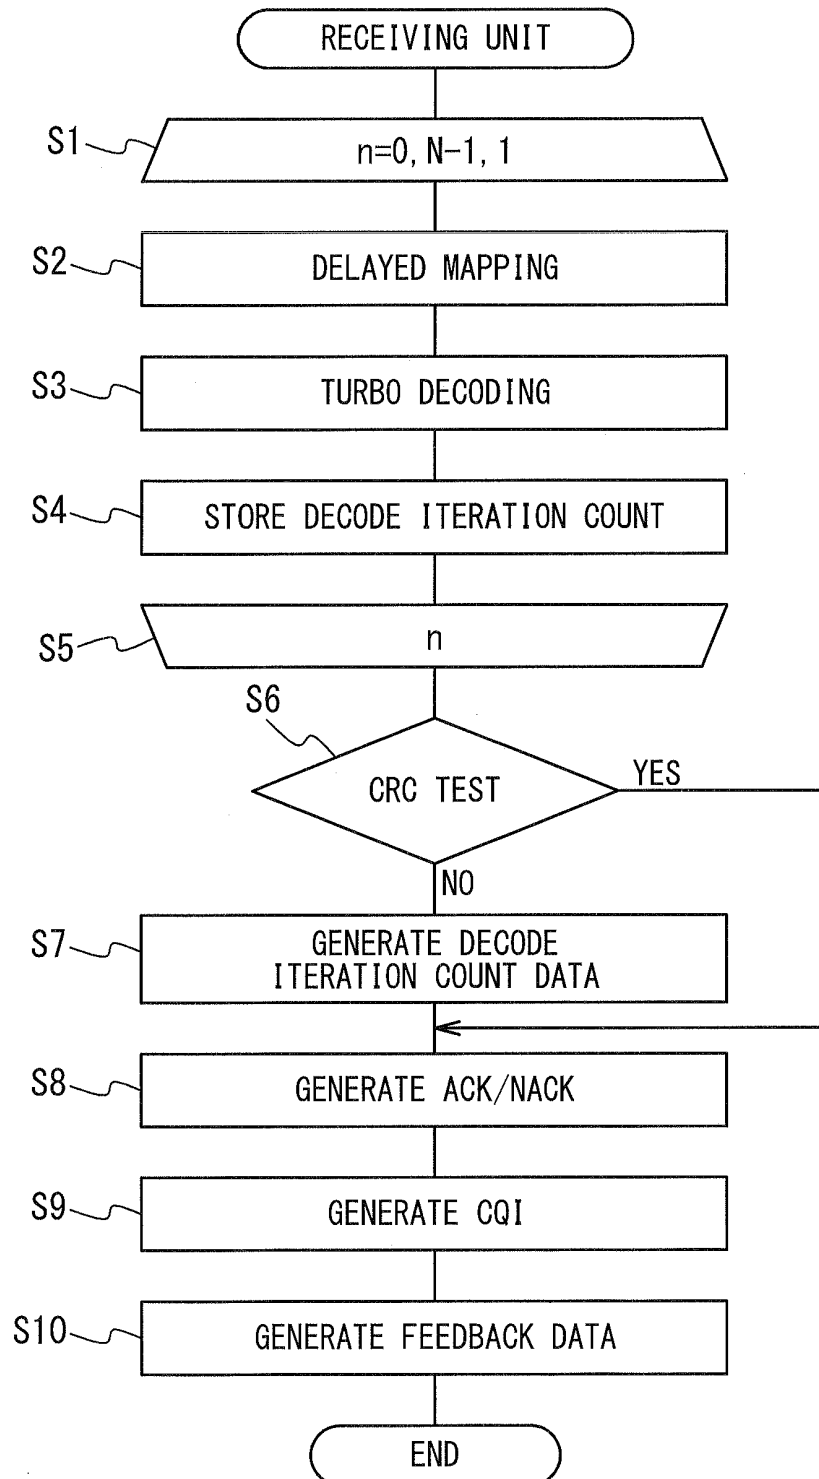 RECEIVING UNIT
S1
n=0, N-1, 1
S2
DELAYED MAPPING
S3
TURBO DECODING
S4
STORE DECODE ITERATION COUNT
S5
n
S6
CRC TEST
YES
NO
S7
GENERATE DECODE
ITERATION COUNT DATA
S8
GENERATE ACK/NACK
S9
GENERATE CQI
S10
GENERATE FEEDBACK DATA
END